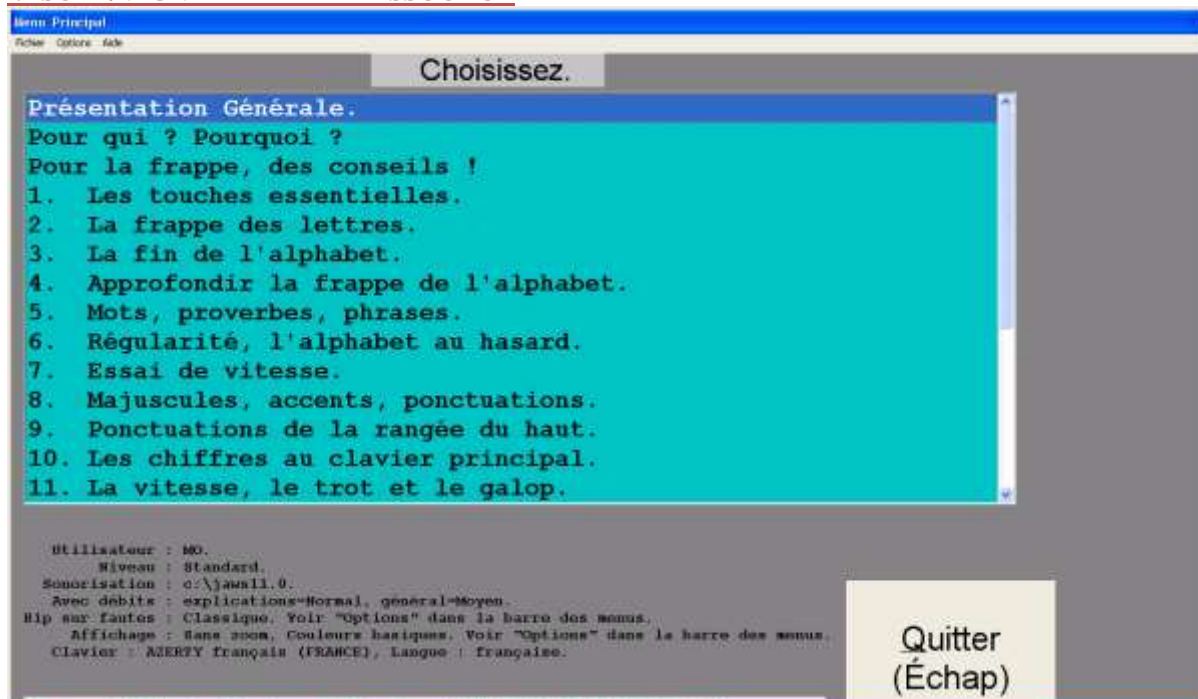 Menu Principal
Fichier Options Aide
Choisissez.
Présentation Générale.
Pour qui ? Pourquoi ?
Pour la frappe, des conseils !
1. Les touches essentielles.
2. La frappe des lettres.
3. La fin de l'alphabet.
4. Approfondir la frappe de l'alphabet.
5. Mots, proverbes, phrases.
6. Régularité, l'alphabet au hasard.
7. Essai de vitesse.
8. Majuscules, accents, ponctuations.
9. Ponctuations de la rangée du haut.
10. Les chiffres au clavier principal.
11. La vitesse, le trot et le galop.
Utilisateur : MO.
Niveau : Standard.
Sonorisation : c:\jaws11.0.
Avec débits : explications=Normal, général=Moyen.
Bip sur fautes : Classique. Voir "Options" dans la barre des menus.
Affichage : Sans zoom, Couleurs basiques. Voir "Options" dans la barre des menus.
Clavier : AZERTY français (FRANCE), Langue : française.
Quitter
(Échap)